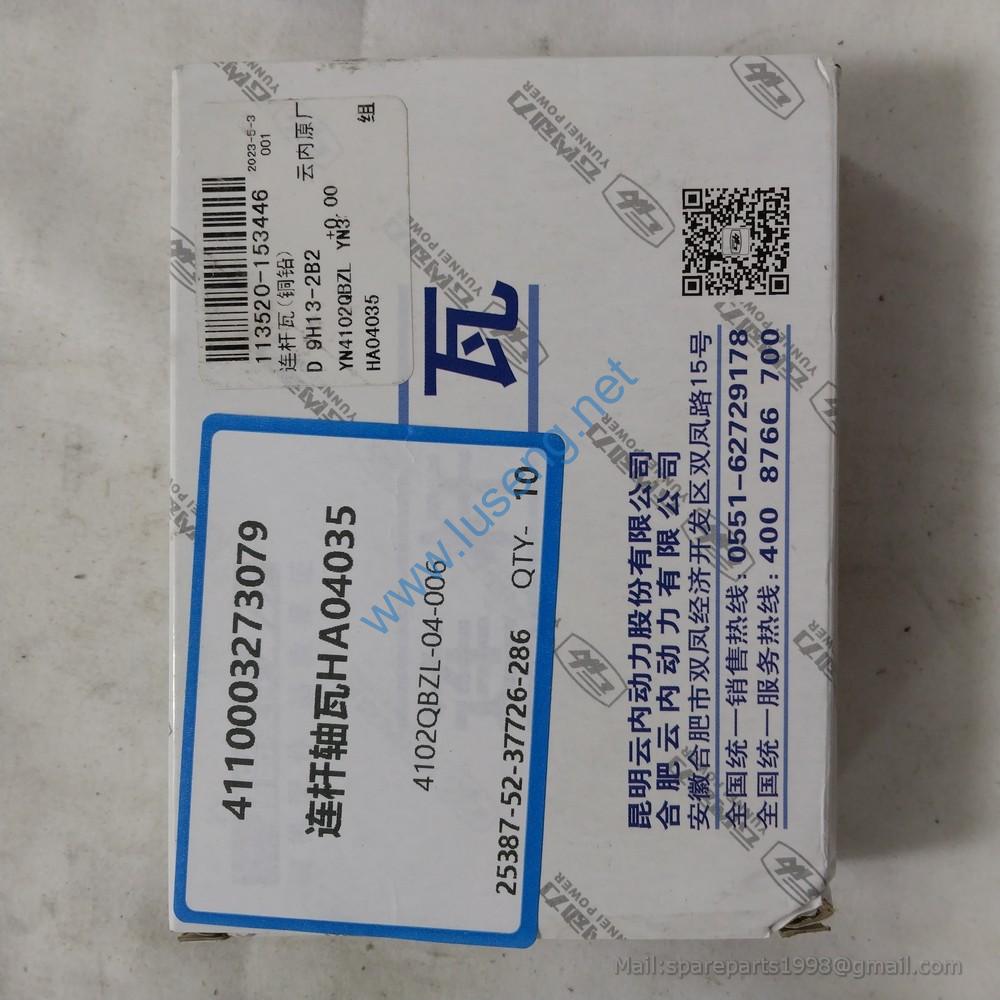 2023-5-3
001
113520-153446
连杆瓦(铜铅)
云内原厂
D 9H13-2B2
+0.00
YN4102QBZL YN3
组
HA04035
瓦
4110003273079
连杆轴瓦HA04035
4102QBZL-04-006
25387-52-37726-286 QTY- 10
昆明云内动力股份有限公司
合肥云内动力有限公司
安徽合肥市双凤经济开发区双凤路15号
全国统一销售热线:0551-62729178
全国统一服务热线:400 8766 700
云内动力
YUNNEI POWER
www.luseng.net
Mail:spareparts1998@gmail.com